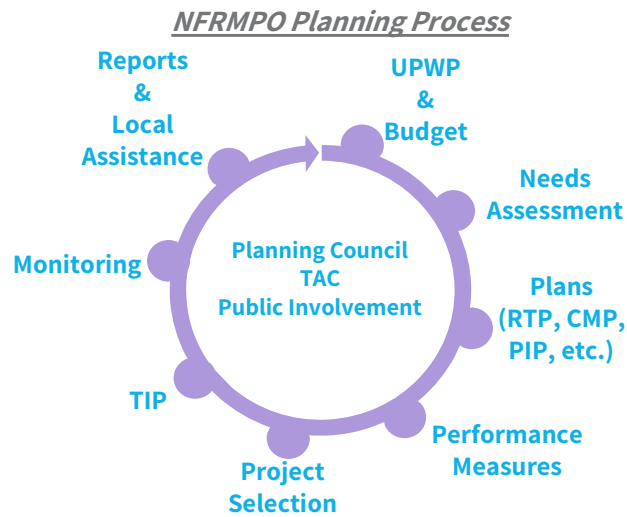 NFRMPO Planning Process
Reports
&
Local
Assistance
UPWP
&
Budget
Needs
Assessment
Planning Council
TAC
Public Involvement
Monitoring
Plans
(RTP, CMP,
PIP, etc.)
TIP
Performance
Measures
Project
Selection